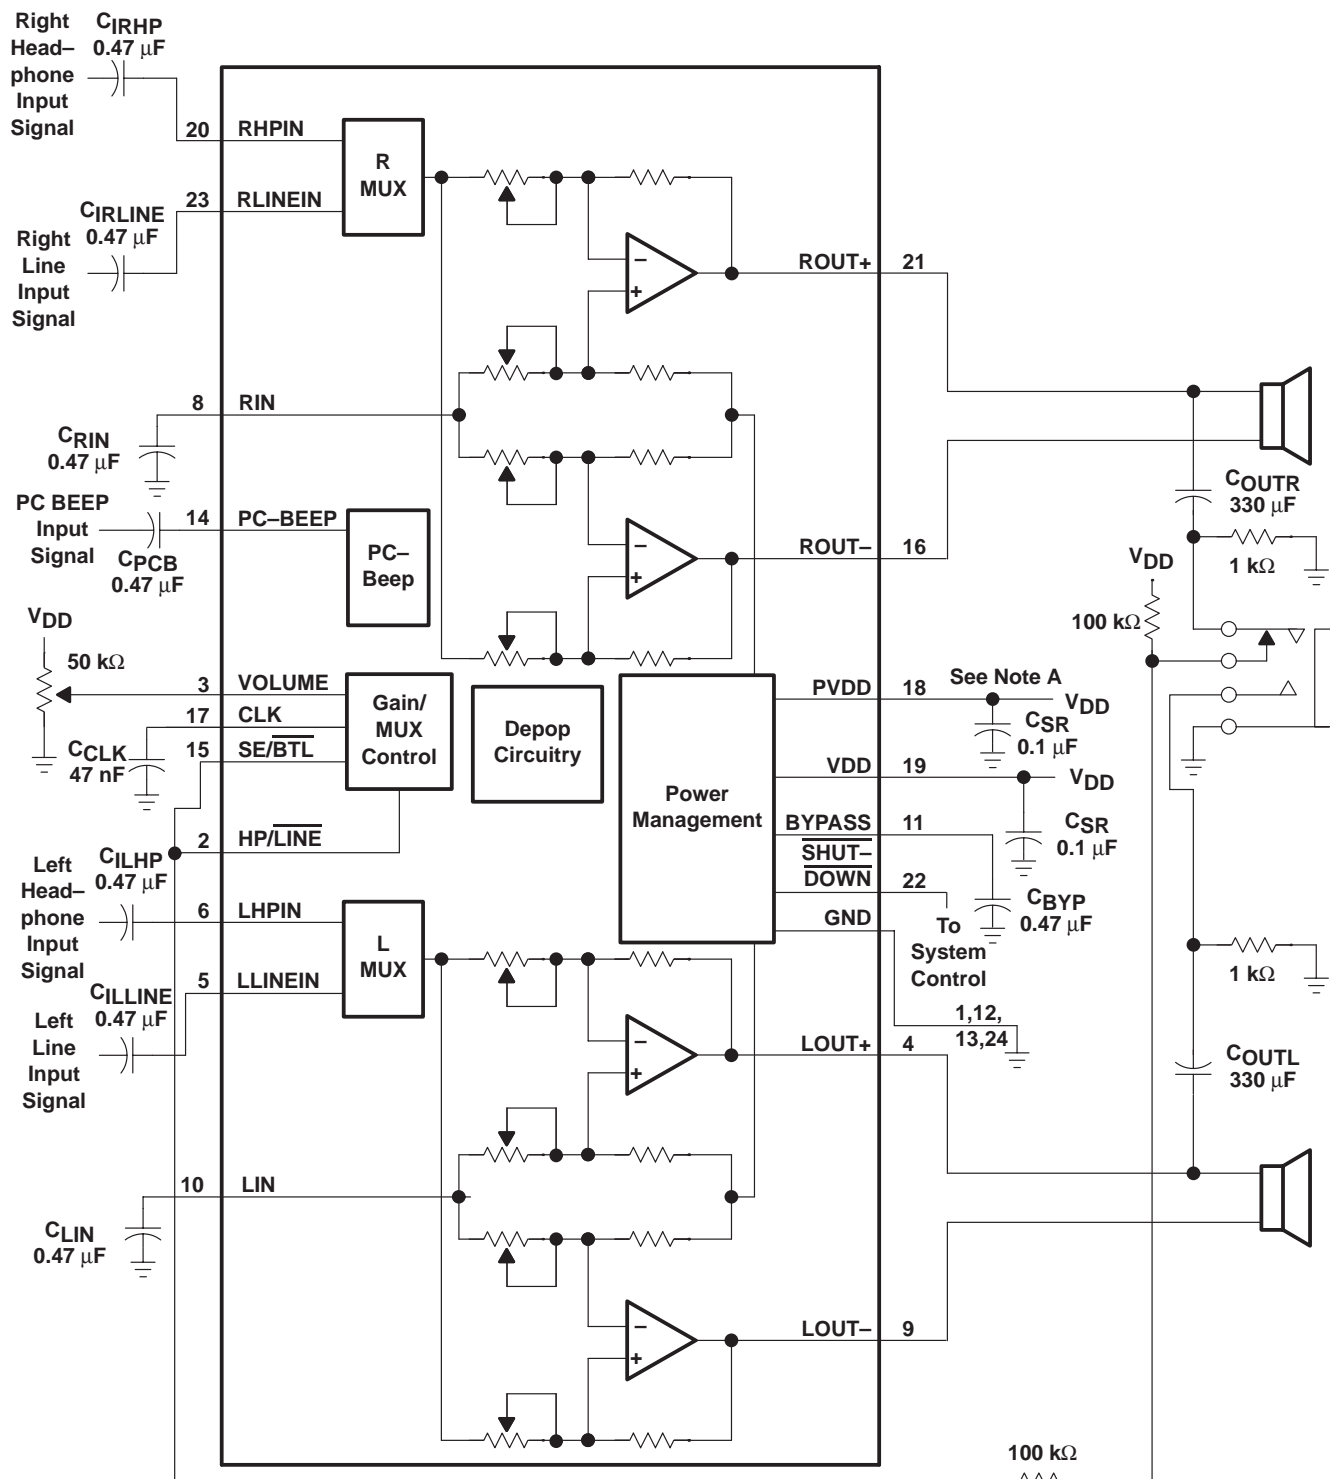 Right
Head–
phone
Input
Signal
CIRHP
0.47 μF
20 RHPIN
R
MUX
23 RLINEIN
CIRLINE
0.47 μF
Right
Line
Input
Signal
–
+
ROUT+ 21
8 RIN
CRIN
0.47 μF
PC BEEP
Input
Signal
14 PC–BEEP
CPCB
0.47 μF
PC–
Beep
–
+
ROUT– 16
COUTR
330 μF
1 kΩ
VDD
100 kΩ
VDD
50 kΩ
3 VOLUME
17 CLK
15 SE/BTL
CCLK
47 nF
Gain/
MUX
Control
Depop
Circuitry
2 HP/LINE
Power
Management
PVDD 18
See Note A
VDD
CSR
0.1 μF
VDD 19
VDD
CSR
0.1 μF
BYPASS 11
SHUT–
DOWN 22
CBYP
0.47 μF
GND
To
System
Control
1,12,
13,24
Left
Head–
phone
Input
Signal
CILHP
0.47 μF
6 LHPIN
L
MUX
5 LLINEIN
CILLINE
0.47 μF
Left
Line
Input
Signal
–
+
LOUT+ 4
1 kΩ
COUTL
330 μF
10 LIN
CLIN
0.47 μF
–
+
LOUT– 9
100 kΩ